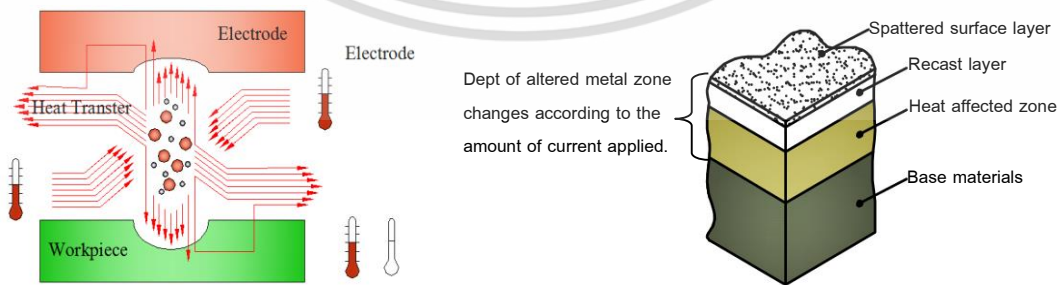 Electrode
Electrode
Heat Transter
Workpiece
Dept of altered metal zone
changes according to the
amount of current applied.
Spattered surface layer
Recast layer
Heat affected zone
Base materials